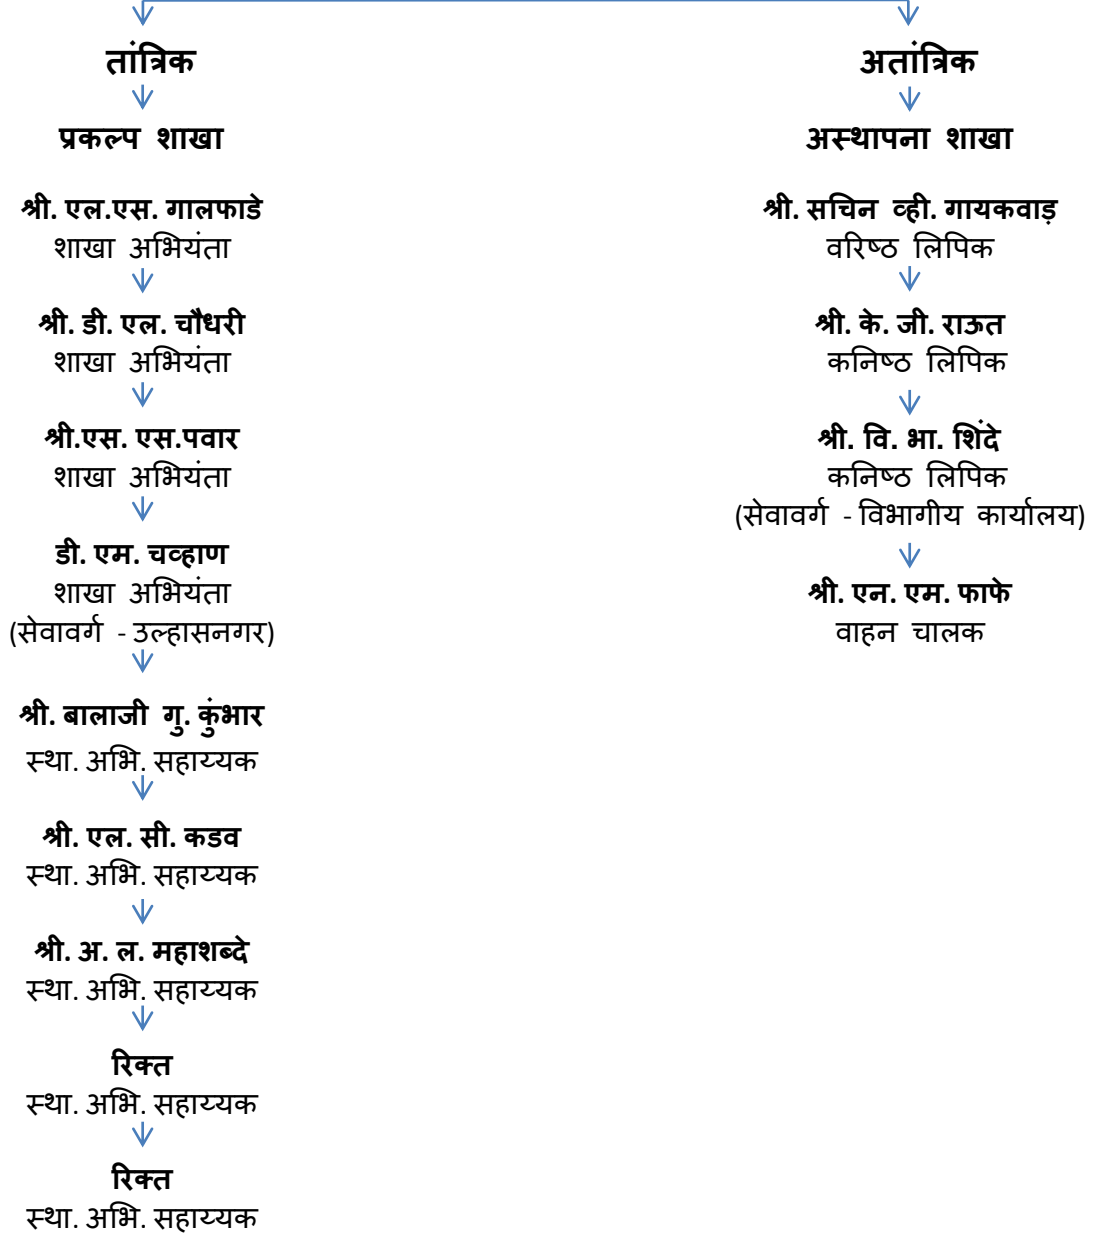 तांत्रिक
प्रकल्प शाखा
श्री. एल.एस. गालफाडे
शाखा अभियंता
श्री. डी. एल. चौधरी
शाखा अभियंता
श्री.एस. एस.पवार
शाखा अभियंता
डी. एम. चव्हाण
शाखा अभियंता
(सेवावर्ग - उल्हासनगर)
श्री. बालाजी गु. कुंभार
स्था. अभि. सहाय्यक
श्री. एल. सी. कडव
स्था. अभि. सहाय्यक
श्री. अ. ल. महाशब्दे
स्था. अभि. सहाय्यक
रिक्त
स्था. अभि. सहाय्यक
रिक्त
स्था. अभि. सहाय्यक
अतांत्रिक
अस्थापना शाखा
श्री. सचिन व्ही. गायकवाड़
वरिष्ठ लिपिक
श्री. के. जी. राऊत
कनिष्ठ लिपिक
श्री. वि. भा. शिंदे
कनिष्ठ लिपिक
(सेवावर्ग - विभागीय कार्यालय)
श्री. एन. एम. फाफे
वाहन चालक